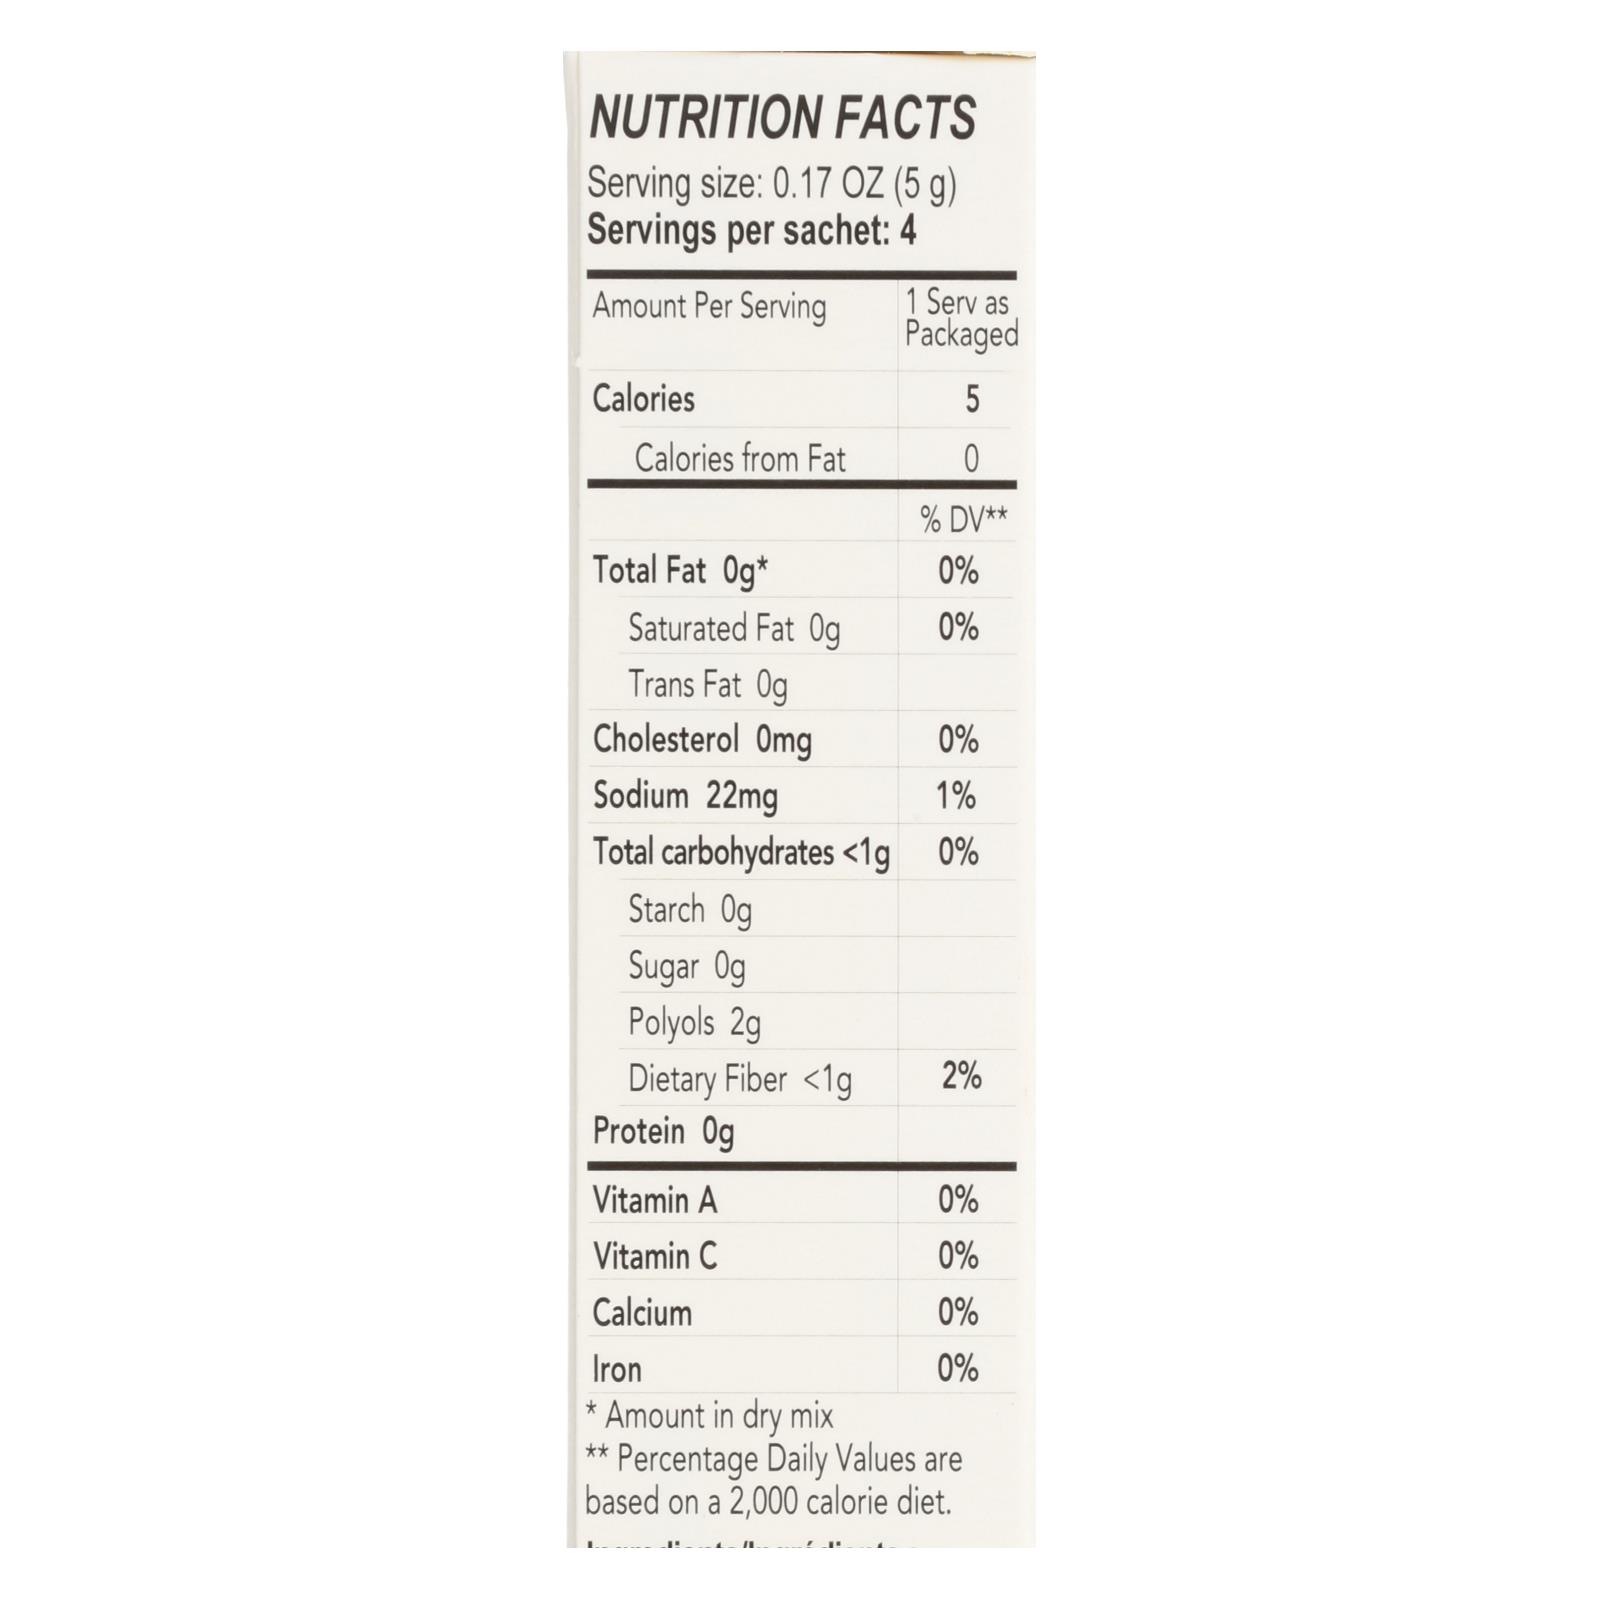 NUTRITION FACTS
Serving size: 0.17 OZ (5 g)
Servings per sachet: 4
Amount Per Serving
1 Serv as
Packaged
Calories 5
Calories from Fat 0
% DV**
Total Fat 0g* 0%
Saturated Fat 0g 0%
Trans Fat 0g
Cholesterol 0mg 0%
Sodium 22mg 1%
Total carbohydrates <1g 0%
Starch 0g
Sugar 0g
Polyols 2g
Dietary Fiber <1g 2%
Protein 0g
Vitamin A 0%
Vitamin C 0%
Calcium 0%
Iron 0%
* Amount in dry mix
** Percentage Daily Values are
based on a 2,000 calorie diet.